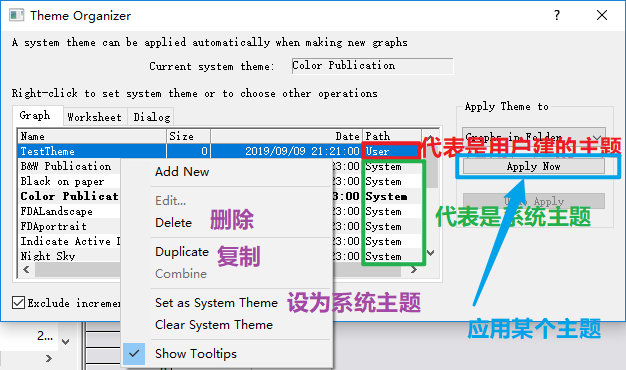 Theme Organizer
A system theme can be applied automatically when making new graphs
Current system theme: Color Publication
Right-click to set system theme or to choose other operations
Graph Worksheet Dialog
Name Size Date Path
TestTheme 0 2019/09/09 21:21:00 User
B&W Publication 23:00 System
Black on paper 23:00 System
Color Publicat 3:00 System
FDALandscape 23:00 System
FDAportrait 23:00 System
Indicate Active D 23:00 System
Night Sky 23:00 System
Exclude increme
Add New
Edit...
Delete 删除
Duplicate 复制
Combine
Set as System Theme 设为系统主题
Clear System Theme
Show Tooltips
Apply Theme to
Graphs in Folder
代表是用户建的主题
Apply Now
Apply
代表是系统主题
应用某个主题
2...